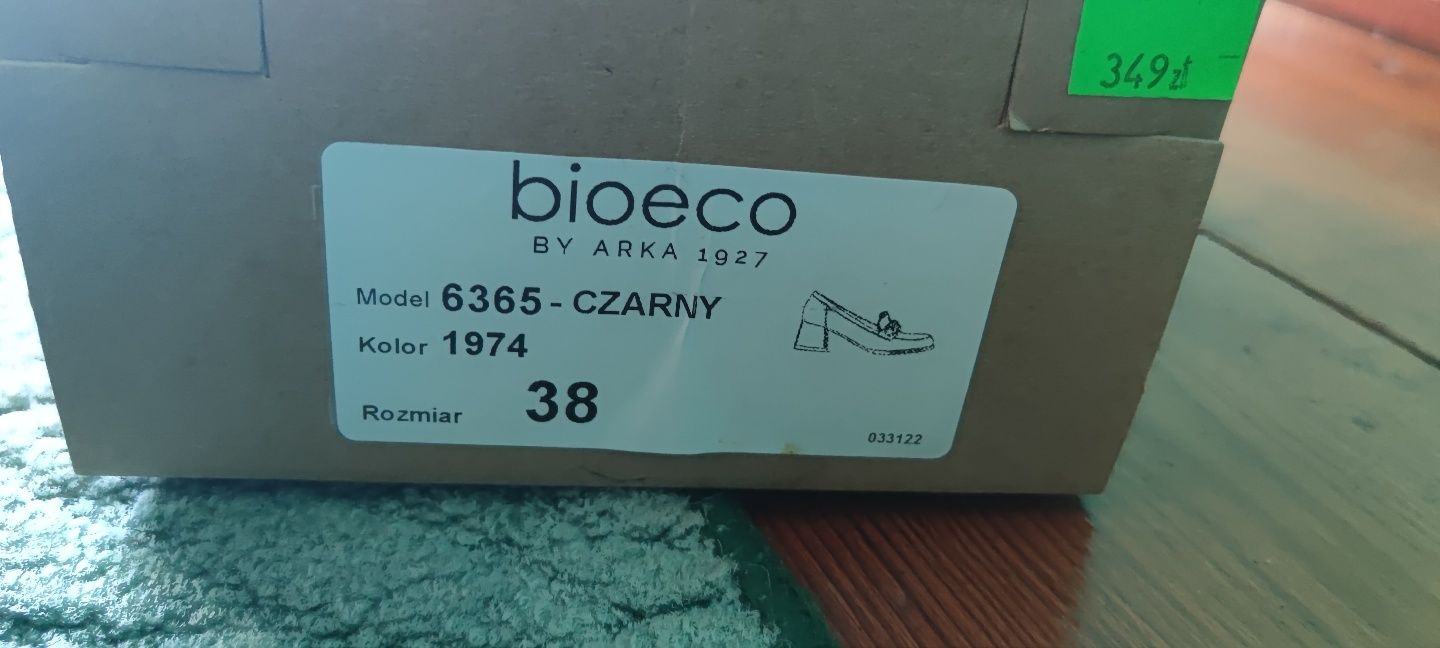 349zł
bioeco
BY ARKA 1927
Model 6365 - CZARNY
Kolor 1974
Rozmiar 38
033122